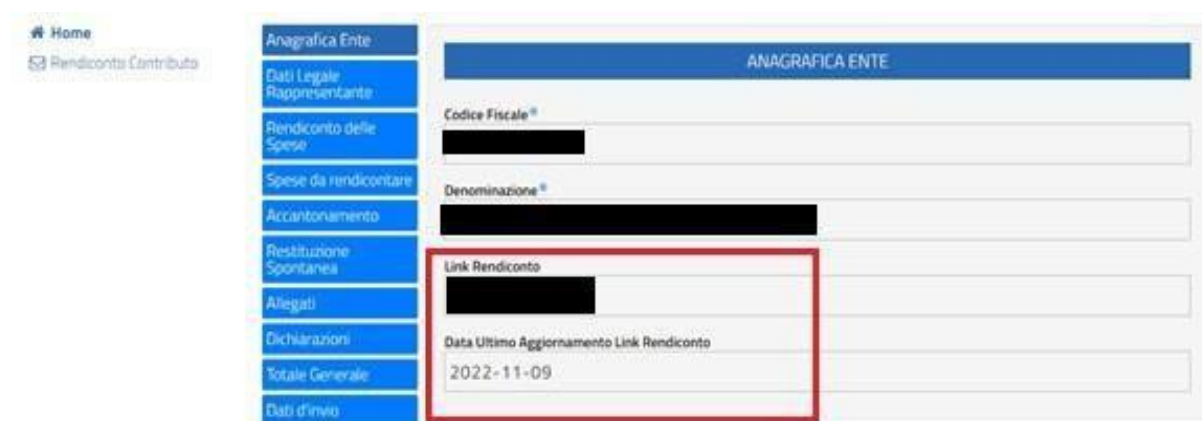 Home
Rendiconto Contributo
Anagrafica Ente
Dati Legale
Rappresentante
Rendiconto delle
Spese
Spese da rendicontare
Accantonamento
Restituzione
Spontanea
Allegati
Dichiarazioni
Totale Generale
Dati d'invio
ANAGRAFICA ENTE
Codice Fiscale*
Denominazione*
Link Rendiconto
Data Ultimo Aggiornamento Link Rendiconto
2022-11-09